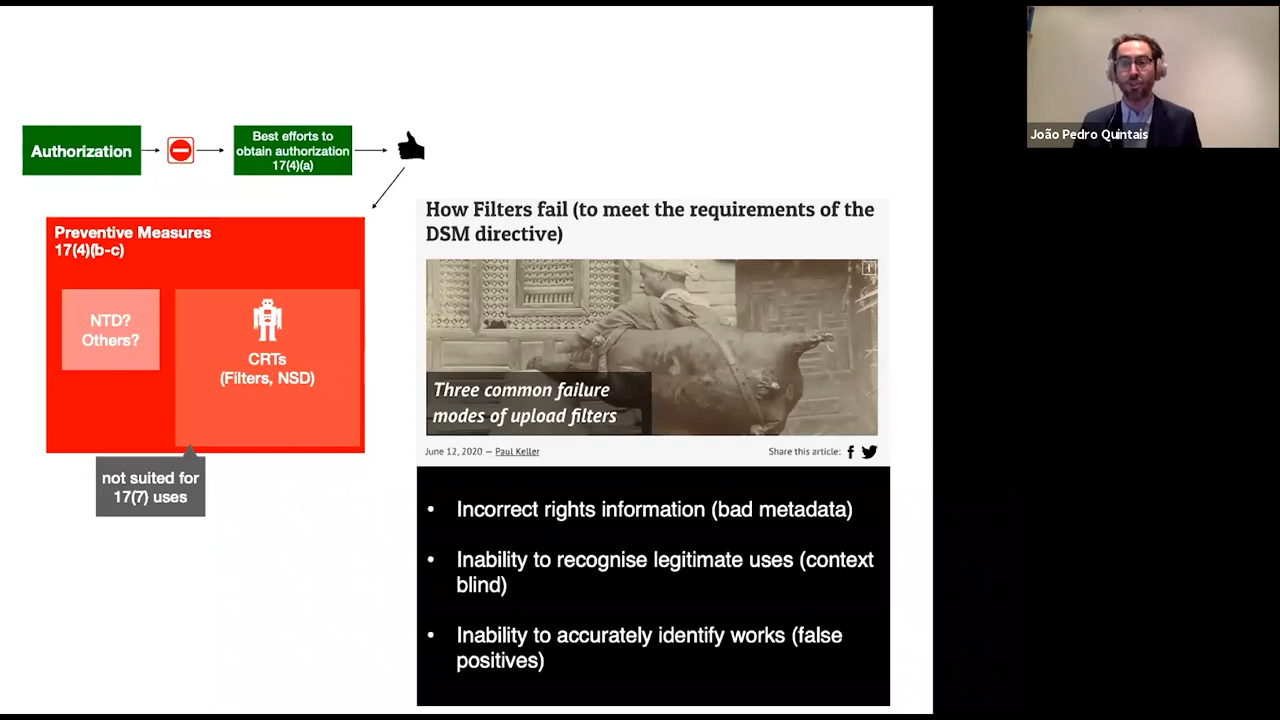 Authorization
Best efforts to
obtain authorization
17(4)(a)
Preventive Measures
17(4)(b-c)
NTD?
Others?
CRTs
(Filters, NSD)
not suited for
17(7) uses
How Filters fail (to meet the requirements of the
DSM directive)
Three common failure
modes of upload filters
June 12, 2020 — Paul Keller
Share this article:
• Incorrect rights information (bad metadata)
• Inability to recognise legitimate uses (context
blind)
• Inability to accurately identify works (false
positives)
João Pedro Quintais